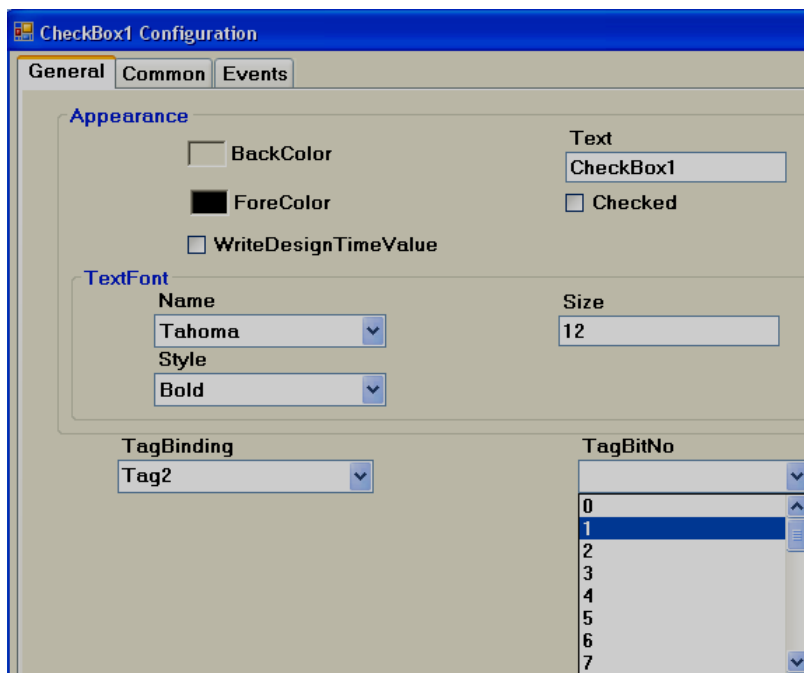 CheckBox1 Configuration
General Common Events
Appearance
BackColor
Text
CheckBox1
ForeColor
Checked
WriteDesignTimeValue
TextFont
Name
Size
Tahoma
12
Style
Bold
TagBinding
TagBitNo
Tag2
0
1
2
3
4
5
6
7